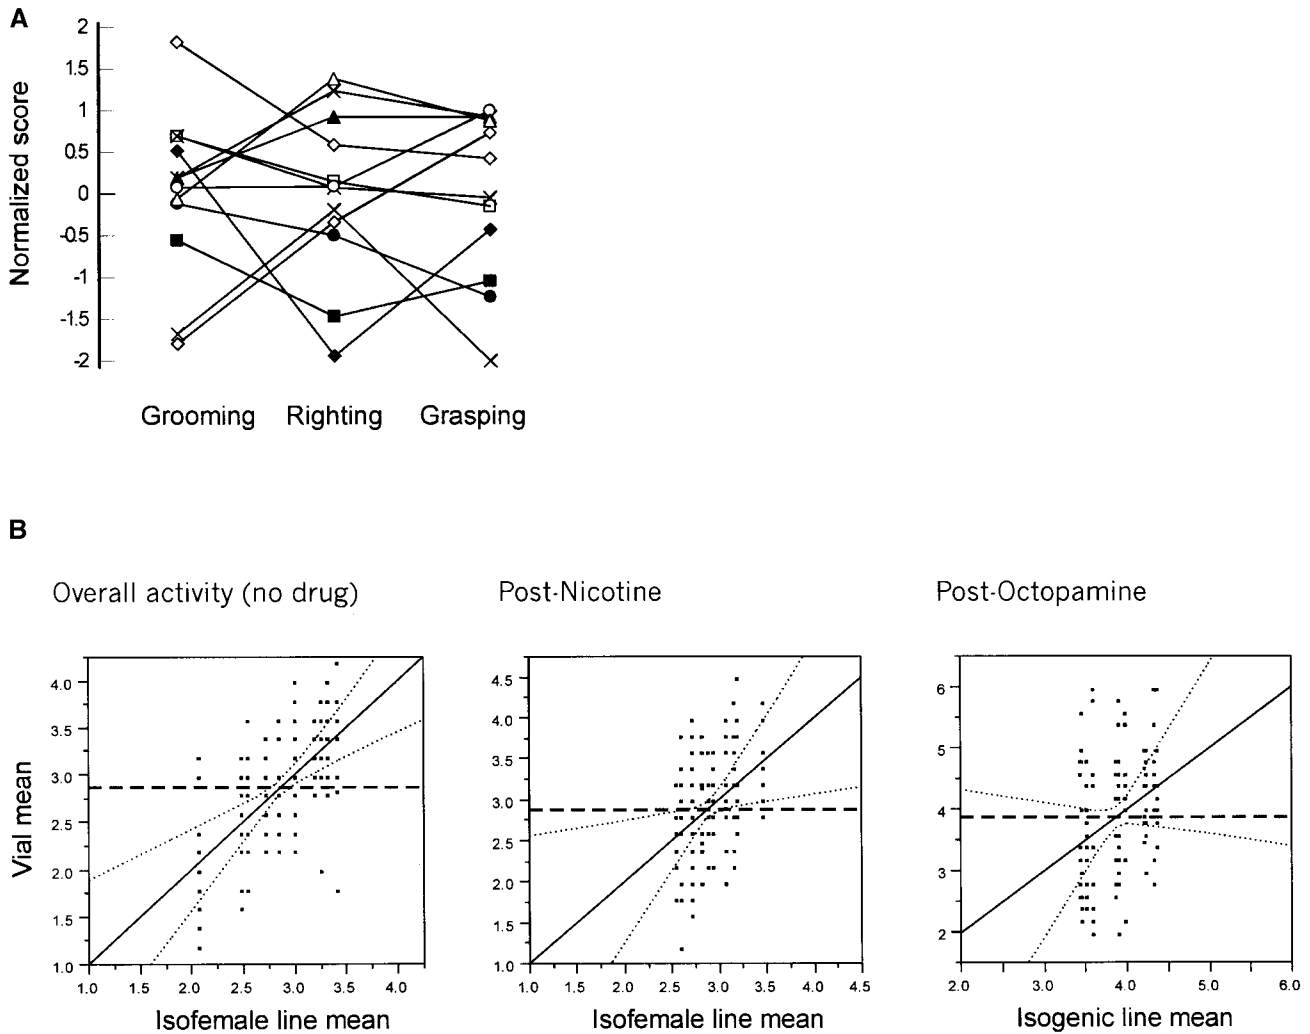 A
Normalized score
2
1.5
1
0.5
0
-0.5
-1
-1.5
-2
Grooming Righting Grasping
B
Overall activity (no drug) Post-Nicotine Post-Octopamine
Vial mean
4.0
3.5
3.0
2.5
2.0
1.5
1.0
1.0 1.5 2.0 2.5 3.0 3.5 4.0
Isofemale line mean
4.5
4.0
3.5
3.0
2.5
2.0
1.5
1.0
1.0 1.5 2.0 2.5 3.0 3.5 4.0 4.5
Isofemale line mean
6
5
4
3
2
2.0 3.0 4.0 5.0 6.0
Isogenic line mean